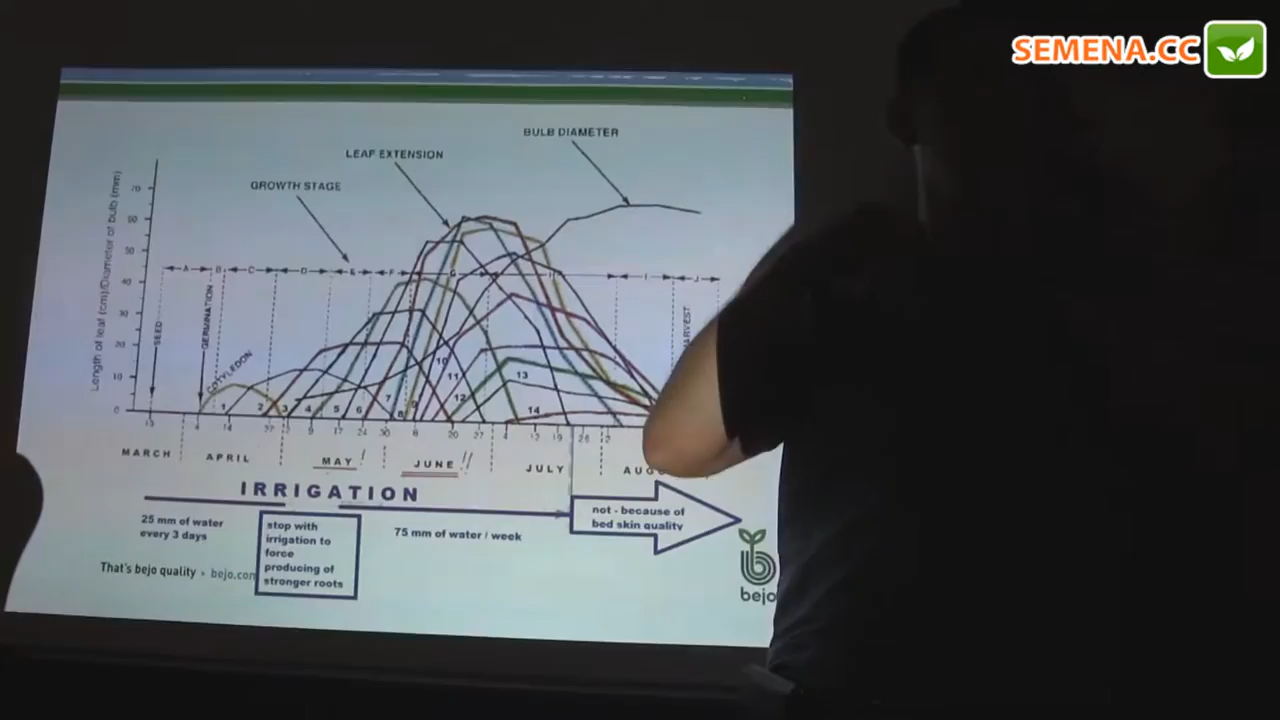 SEMENA.CC
BULB DIAMETER
LEAF EXTENSION
GROWTH STAGE
Length of leaf (cm)/Diameter of bulb (mm)
70
60
50
40
30
20
10
0
A B C D E F G H I J
SEED
GERMINATION
COTYLEDON
1 2 3 4 5 6 7 8 9 10 11 12 13 14
13 4 14 27 2 9 17 24 30 8 20 27 4 12 19 26 2
MARCH APRIL MAY ! JUNE !! JULY
IRRIGATION
25 mm of water
every 3 days
stop with
irrigation to
force
producing of
stronger roots
75 mm of water / week
not - because of
bed skin quality
That's bejo quality • bejo.com
bejo